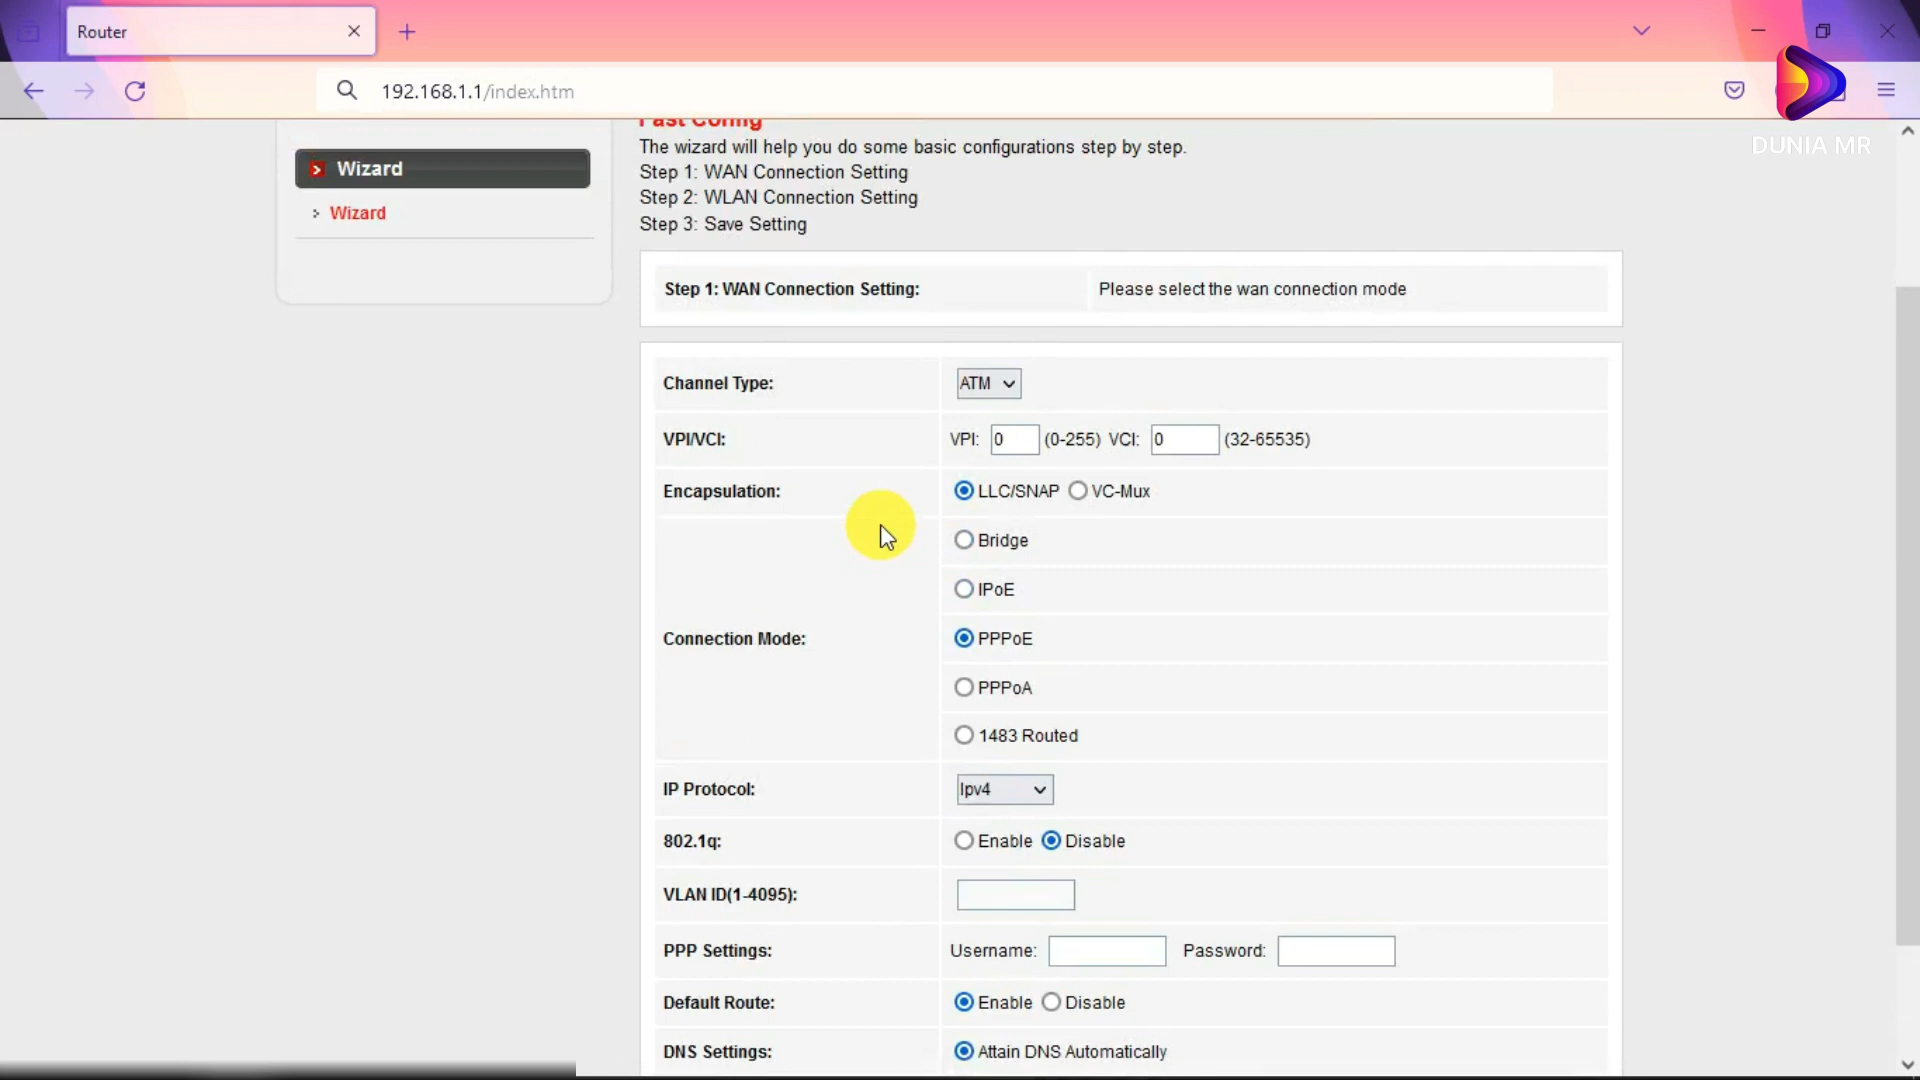 Router
192.168.1.1/index.htm
DUNIA MR
Fast Config
Wizard
Wizard
The wizard will help you do some basic configurations step by step.
Step 1: WAN Connection Setting
Step 2: WLAN Connection Setting
Step 3: Save Setting
Step 1: WAN Connection Setting: Please select the wan connection mode
Channel Type: ATM
VPI/VCI: VPI: 0 (0-255) VCI: 0 (32-65535)
Encapsulation: LLC/SNAP VC-Mux
Bridge
IPoE
Connection Mode: PPPoE
PPPoA
1483 Routed
IP Protocol: Ipv4
802.1q: Enable Disable
VLAN ID(1-4095):
PPP Settings: Username: Password:
Default Route: Enable Disable
DNS Settings: Attain DNS Automatically